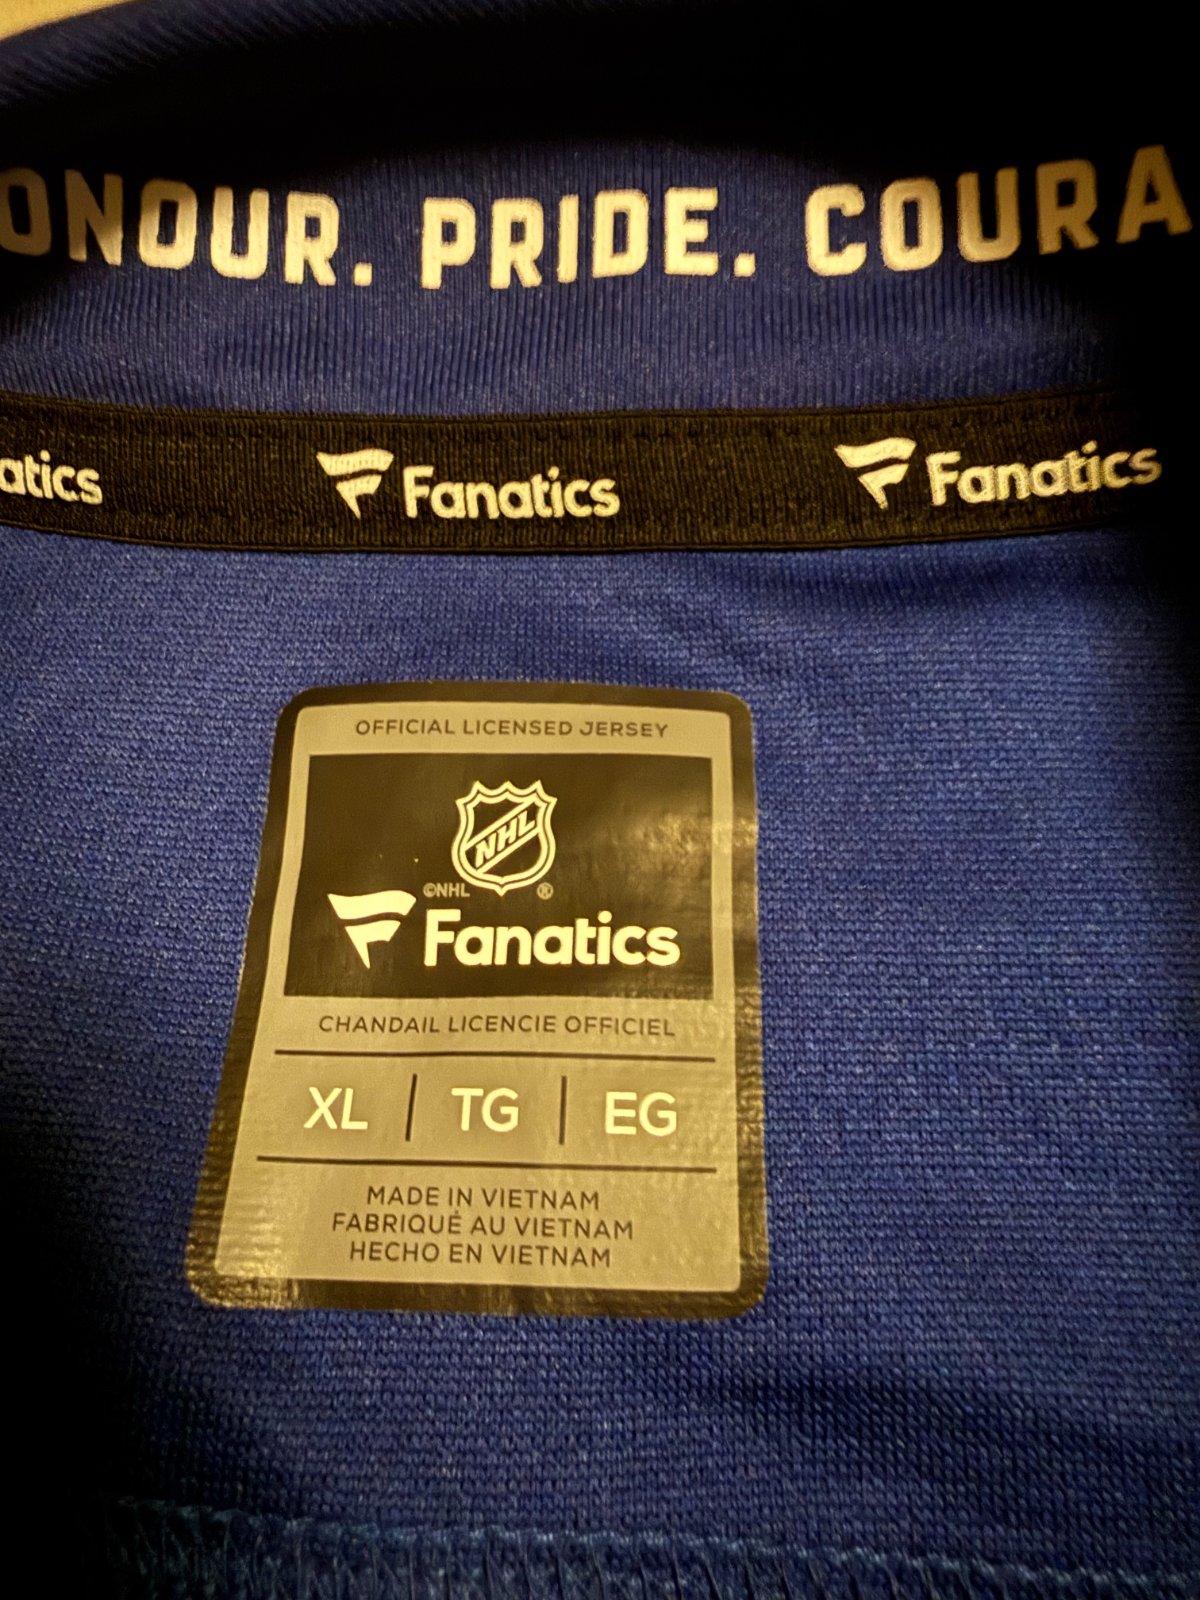 ONOUR. PRIDE. COURA
atics Fanatics Fanatics
OFFICIAL LICENSED JERSEY
NHL
©NHL ®
Fanatics
CHANDAIL LICENCIE OFFICIEL
XL | TG | EG
MADE IN VIETNAM
FABRIQUÉ AU VIETNAM
HECHO EN VIETNAM